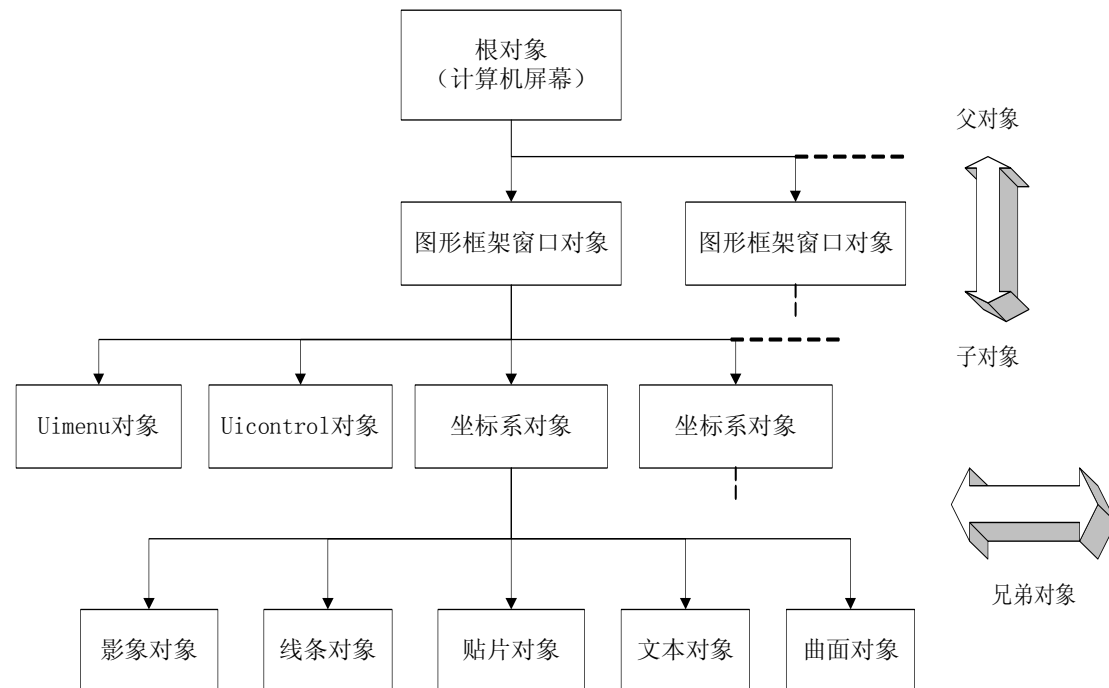 根对象
（计算机屏幕）
父对象
图形框架窗口对象
图形框架窗口对象
子对象
Uimenu对象
Uicontrol对象
坐标系对象
坐标系对象
兄弟对象
影象对象
线条对象
贴片对象
文本对象
曲面对象